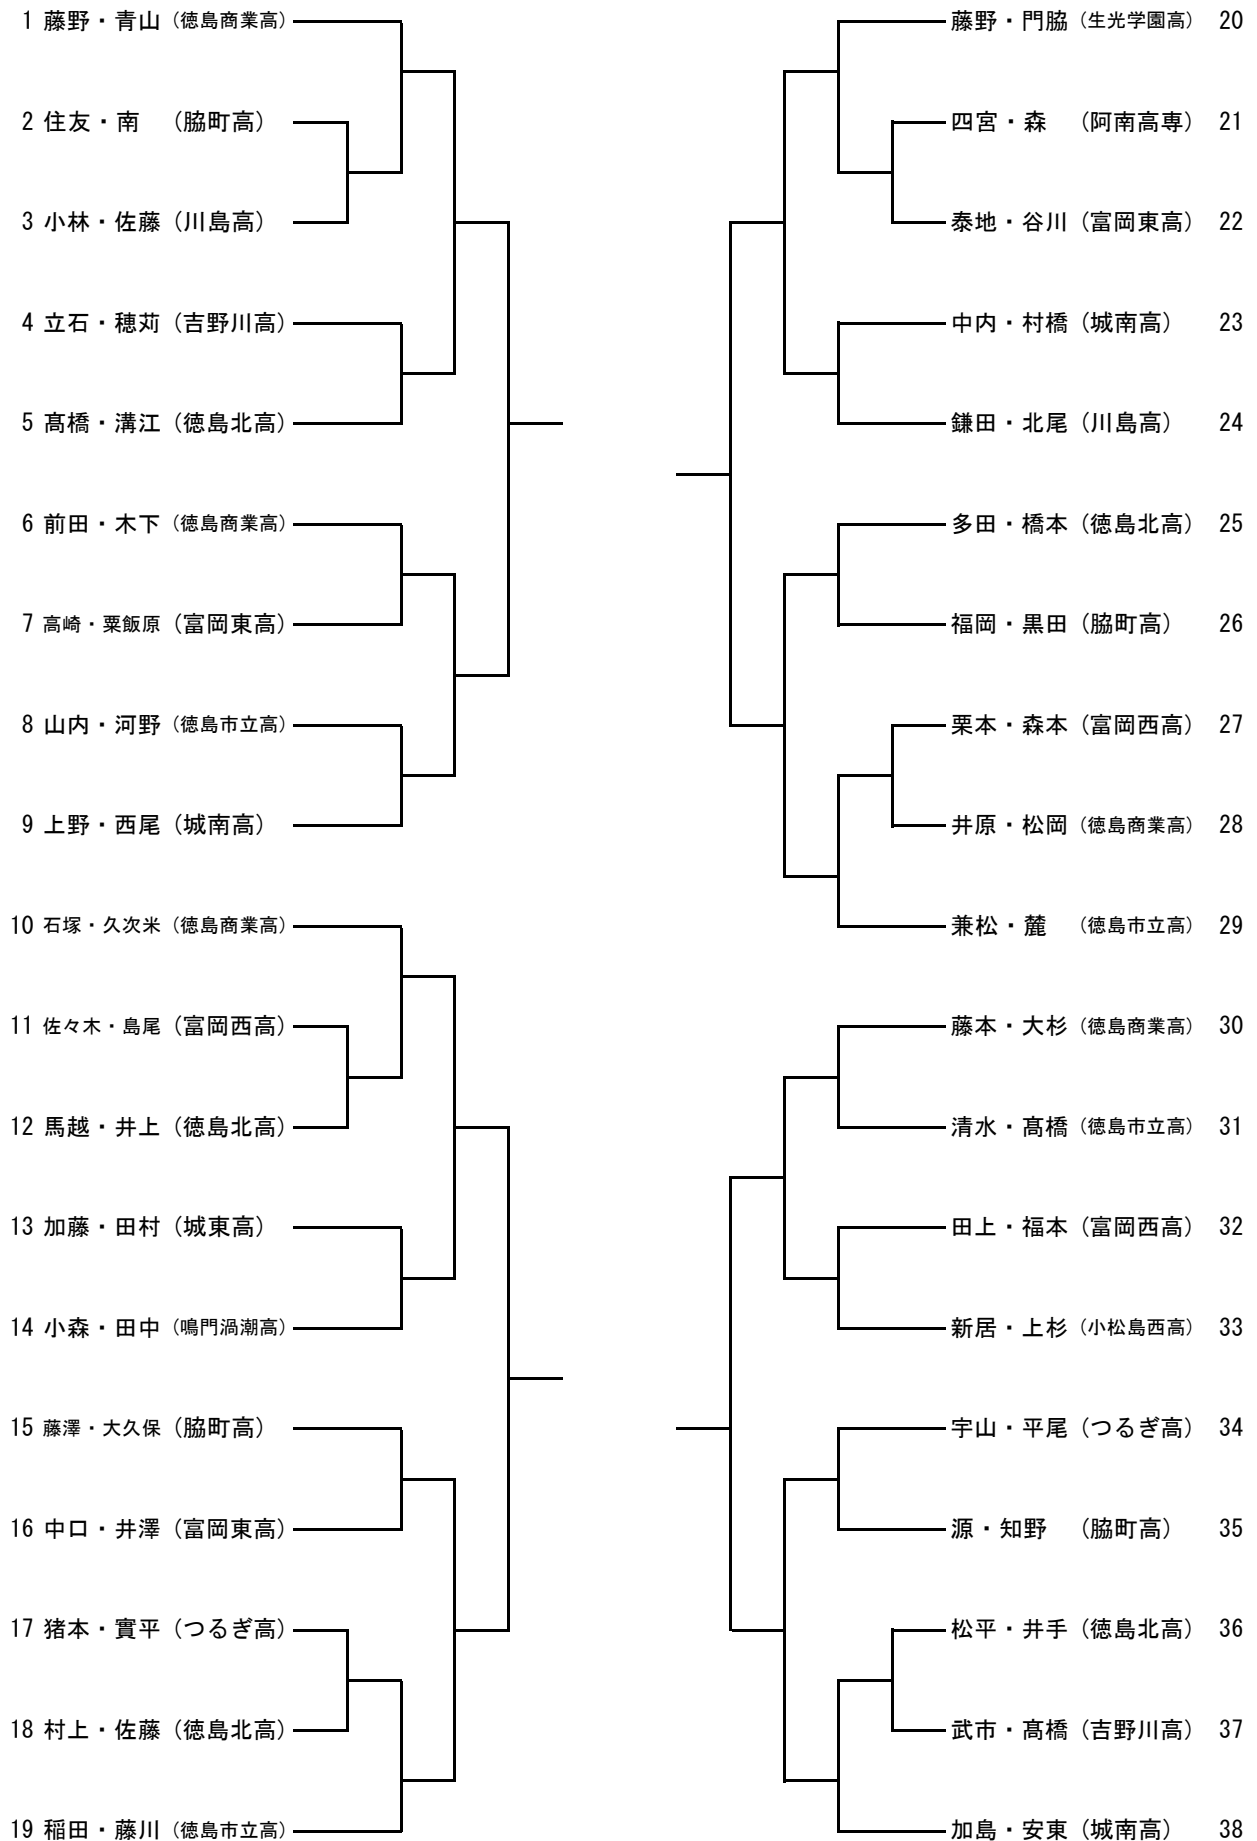 1 藤野・青山（徳島商業高）
2 住友・南　（脇町高）
3 小林・佐藤（川島高）
4 立石・穂苅（吉野川高）
5 髙橋・溝江（徳島北高）
6 前田・木下（徳島商業高）
7 高崎・粟飯原（富岡東高）
8 山内・河野（徳島市立高）
9 上野・西尾（城南高）
10 石塚・久次米（徳島商業高）
11 佐々木・島尾（富岡西高）
12 馬越・井上（徳島北高）
13 加藤・田村（城東高）
14 小森・田中（鳴門渦潮高）
15 藤澤・大久保（脇町高）
16 中口・井澤（富岡東高）
17 猪本・實平（つるぎ高）
18 村上・佐藤（徳島北高）
19 稲田・藤川（徳島市立高）
藤野・門脇（生光学園高） 20
四宮・森　（阿南高専） 21
泰地・谷川（富岡東高） 22
中内・村橋（城南高） 23
鎌田・北尾（川島高） 24
多田・橋本（徳島北高） 25
福岡・黒田（脇町高） 26
栗本・森本（富岡西高） 27
井原・松岡（徳島商業高） 28
兼松・麓　（徳島市立高） 29
藤本・大杉（徳島商業高） 30
清水・髙橋（徳島市立高） 31
田上・福本（富岡西高） 32
新居・上杉（小松島西高） 33
宇山・平尾（つるぎ高） 34
源・知野　（脇町高） 35
松平・井手（徳島北高） 36
武市・髙橋（吉野川高） 37
加島・安東（城南高） 38